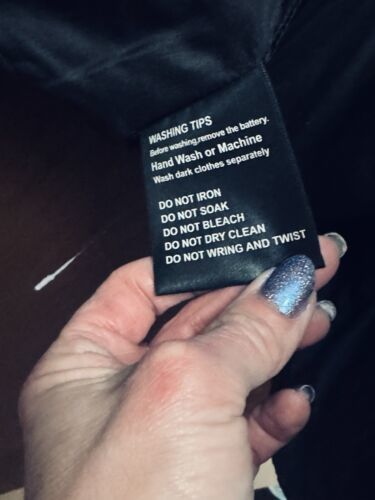 WASHING TIPS
Before washing,remove the battery.
Hand Wash or Machine
Wash dark clothes separately
DO NOT IRON
DO NOT SOAK
DO NOT BLEACH
DO NOT DRY CLEAN
DO NOT WRING AND TWIST